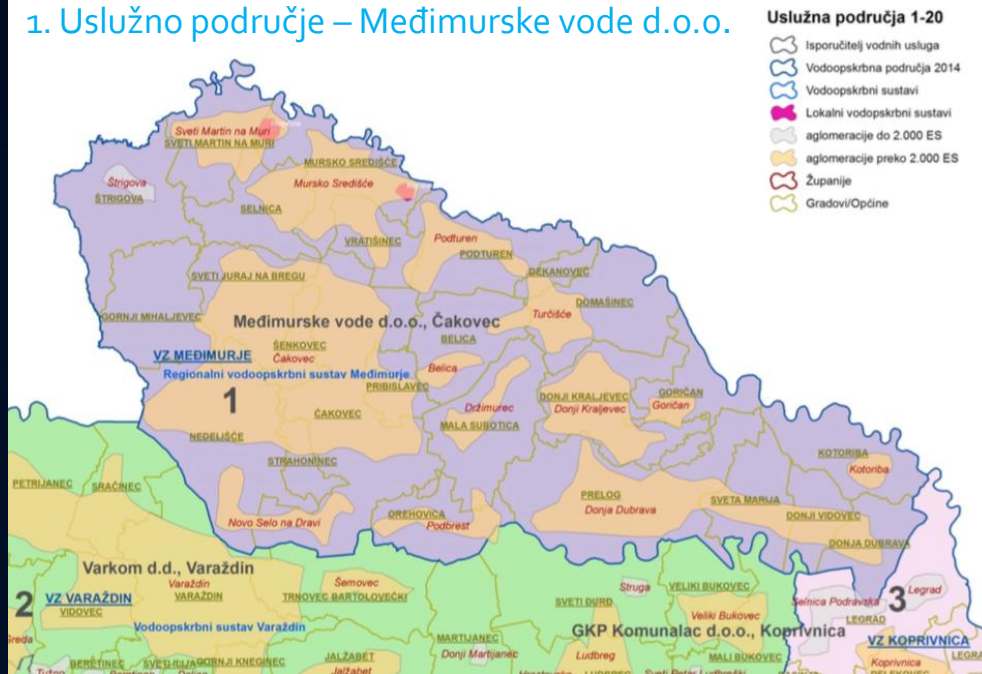 1. Uslužno područje – Međimurske vode d.o.o.
Uslužna područja 1-20
Isporučitelj vodnih usluga
Vodoopskrbna područja 2014
Vodoopskrbni sustavi
Lokalni vodopskrbni sustavi
aglomeracije do 2.000 ES
aglomeracije preko 2.000 ES
Županije
Gradovi/Općine
Sveti Martin na Muri
SVETI MARTIN NA MURI
MURSKO SREDIŠĆE
Mursko Središće
Štrigova
ŠTRIGOVA
SELNICA
VRATIŠINEC
Podturen
PODTUREN
DEKANOVEC
SVETI JURAJ NA BREGU
DOMAŠINEC
GORNJI MIHALJEVEC
Turčišće
Međimurske vode d.o.o., Čakovec
BELICA
ŠENKOVEC
VZ MEĐIMURJE
Čakovec
Belica
Regionalni vodoopskrbni sustav Međimurje
PRIBISLAVEC
1
DONJI KRALJEVEC
GORIČAN
Držimurec
Donji Kraljevec
Goričan
ČAKOVEC
MALA SUBOTICA
NEDELIŠĆE
STRAHONINEC
KOTORIBA
Kotoriba
PETRIJANEC
SRAČINEC
PRELOG
SVETA MARIJA
Donja Dubrava
DONJI VIDOVEC
OREHOVICA
Novo Selo na Dravi
Podbrest
DONJA DUBRAVA
Varkom d.d., Varaždin
Varaždin
Šemovec
Struga
VELIKI BUKOVEC
Legrad
2
VZ VARAŽDIN
VARAŽDIN
TRNOVEC BARTOLOVEČKI
SVETI ĐURĐ
Selnica Podravska
3
VIDOVEC
Veliki Bukovec
LEGRAD
Vodoopskrbni sustav Varaždin
GKP Komunalac d.o.o., Koprivnica
MARTIJANEC
VZ KOPRIVNICA
BERETINEC
GORNJI KNEGINEC
JALŽABET
Donji Martijanec
Ludbreg
MALI BUKOVEC
Koprivnica
Jalžabet